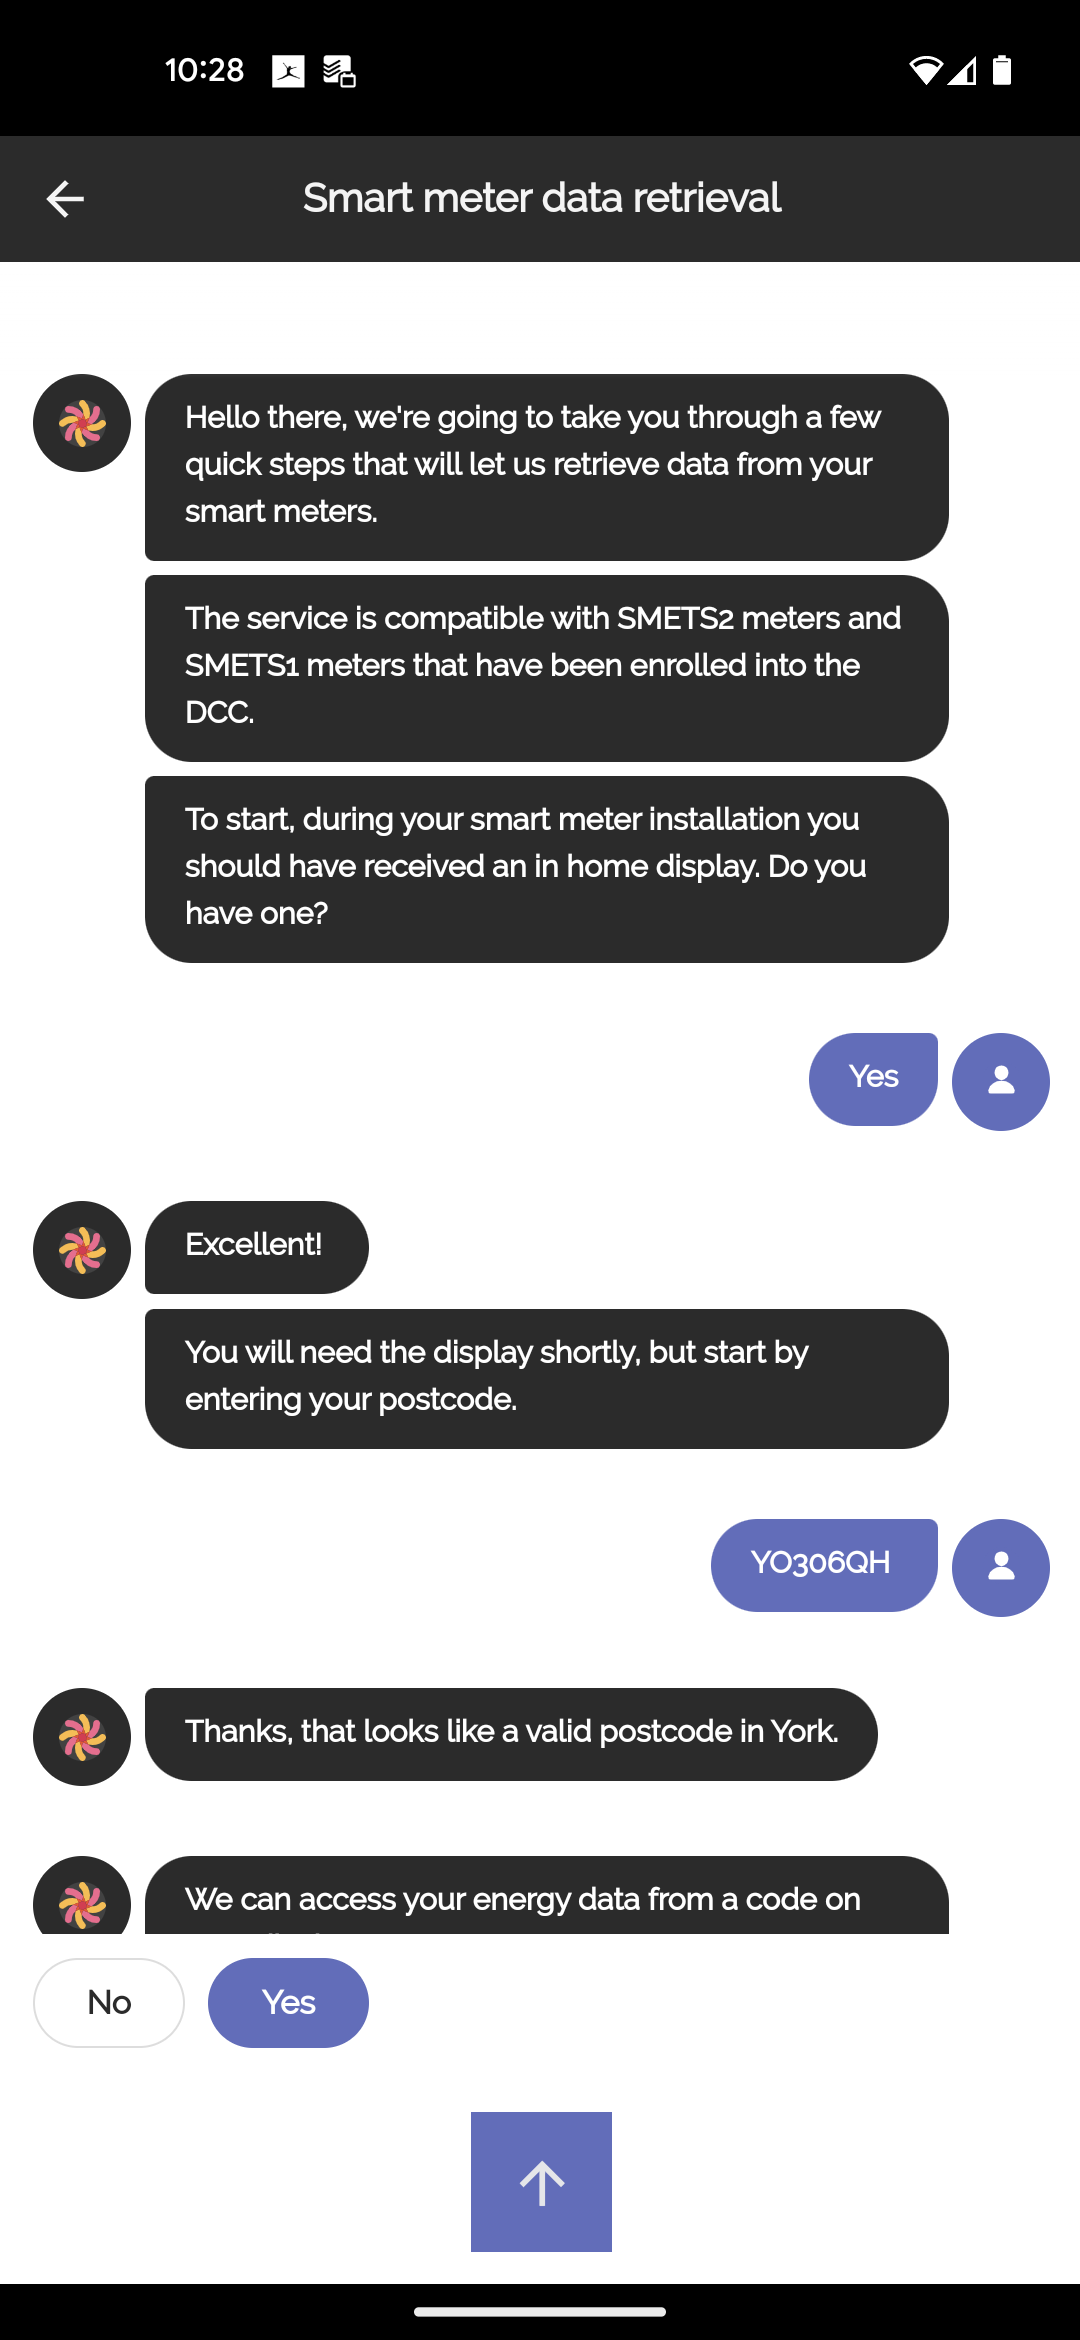 10:28
Smart meter data retrieval
Hello there, we're going to take you through a few
quick steps that will let us retrieve data from your
smart meters.
The service is compatible with SMETS2 meters and
SMETS1 meters that have been enrolled into the
DCC.
To start, during your smart meter installation you
should have received an in home display. Do you
have one?
Yes
Excellent!
You will need the display shortly, but start by
entering your postcode.
YO306QH
Thanks, that looks like a valid postcode in York.
We can access your energy data from a code on
No
Yes